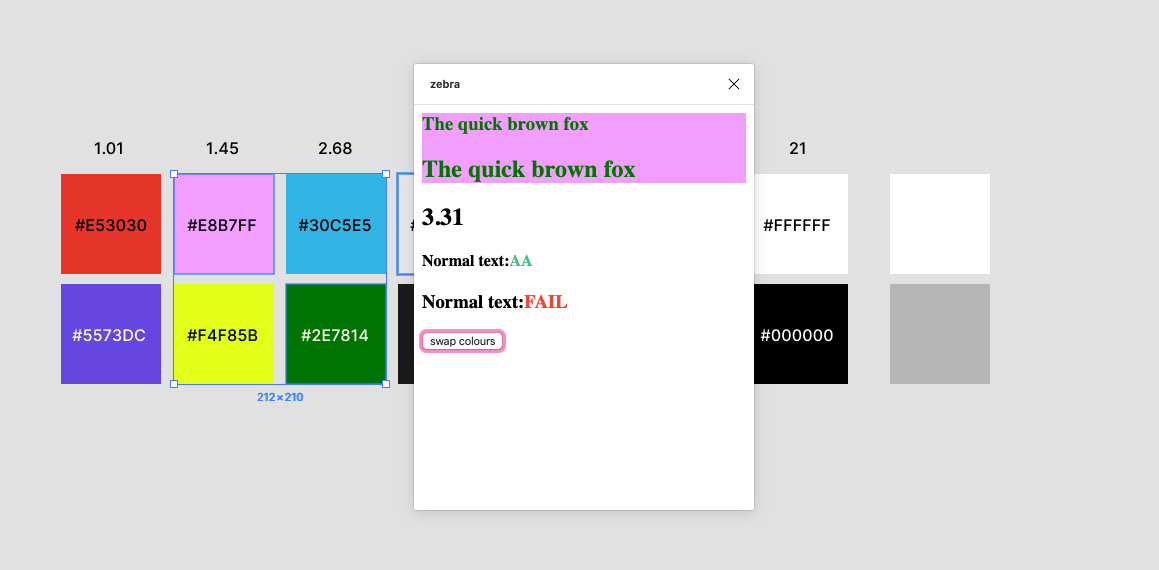 zebra
The quick brown fox
The quick brown fox
3.31
Normal text:AA
Normal text:FAIL
swap colours
1.01 1.45 2.68 21
#E53030 #E8B7FF #30C5E5 #FFFFFF
#5573DC #F4F85B #2E7814 #000000
212×210